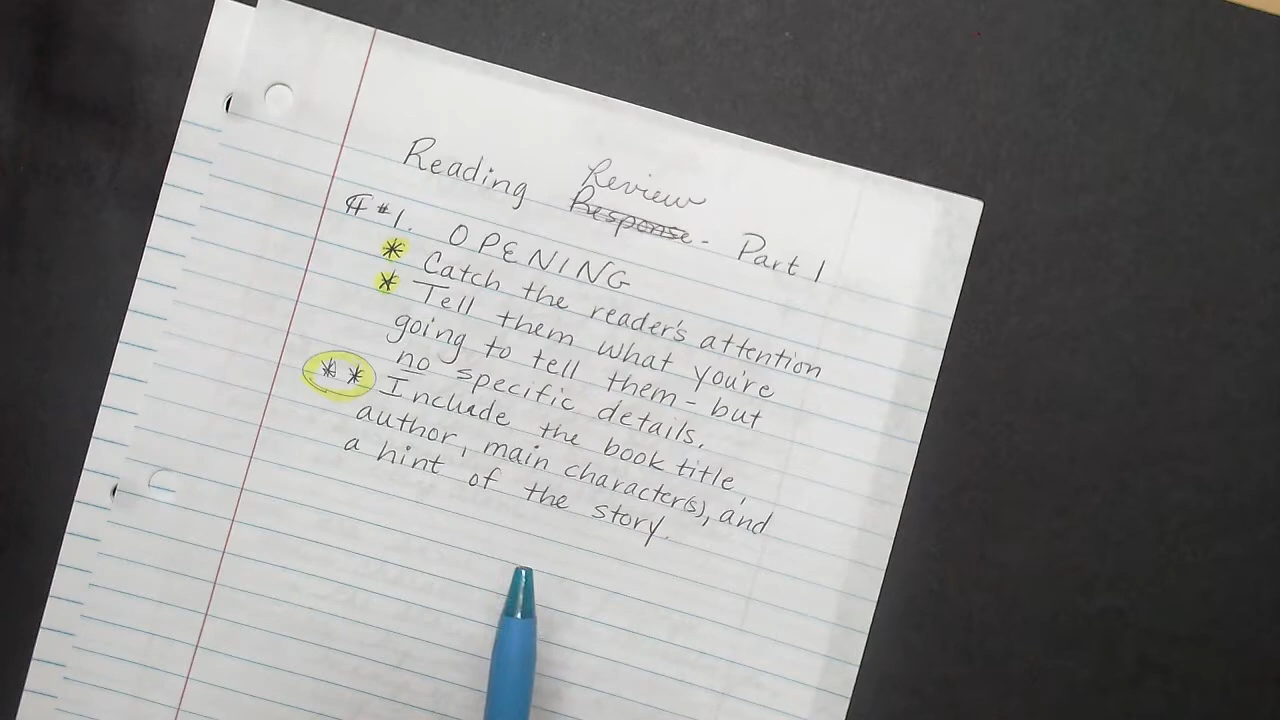 Reading Review
Response - Part 1
¶ #1. OPENING
* Catch the reader's attention
* Tell them what you're
going to tell them - but
no specific details.
** Include the book title,
author, main character(s), and
a hint of the story.